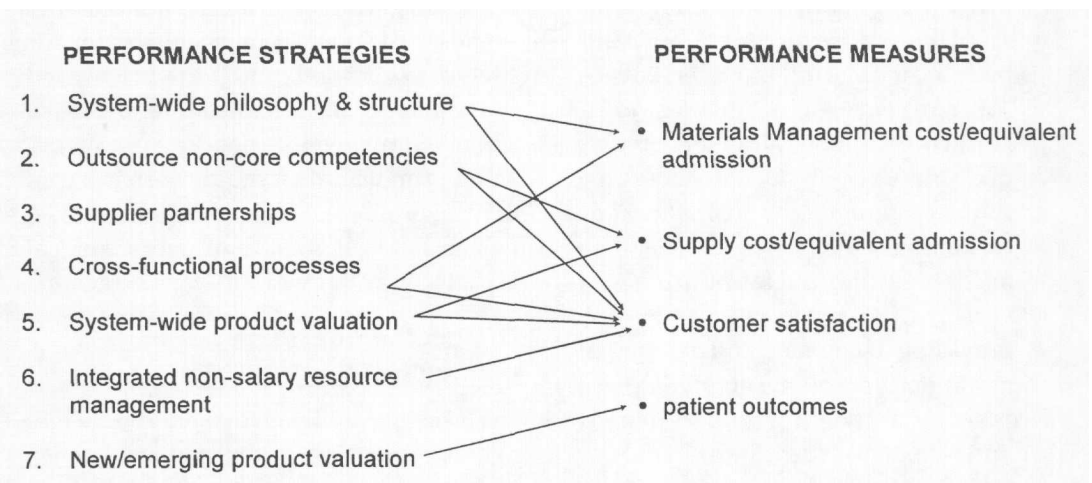 PERFORMANCE STRATEGIES
1. System-wide philosophy & structure
2. Outsource non-core competencies
3. Supplier partnerships
4. Cross-functional processes
5. System-wide product valuation
6. Integrated non-salary resource
management
7. New/emerging product valuation
PERFORMANCE MEASURES
• Materials Management cost/equivalent
admission
• Supply cost/equivalent admission
• Customer satisfaction
• patient outcomes